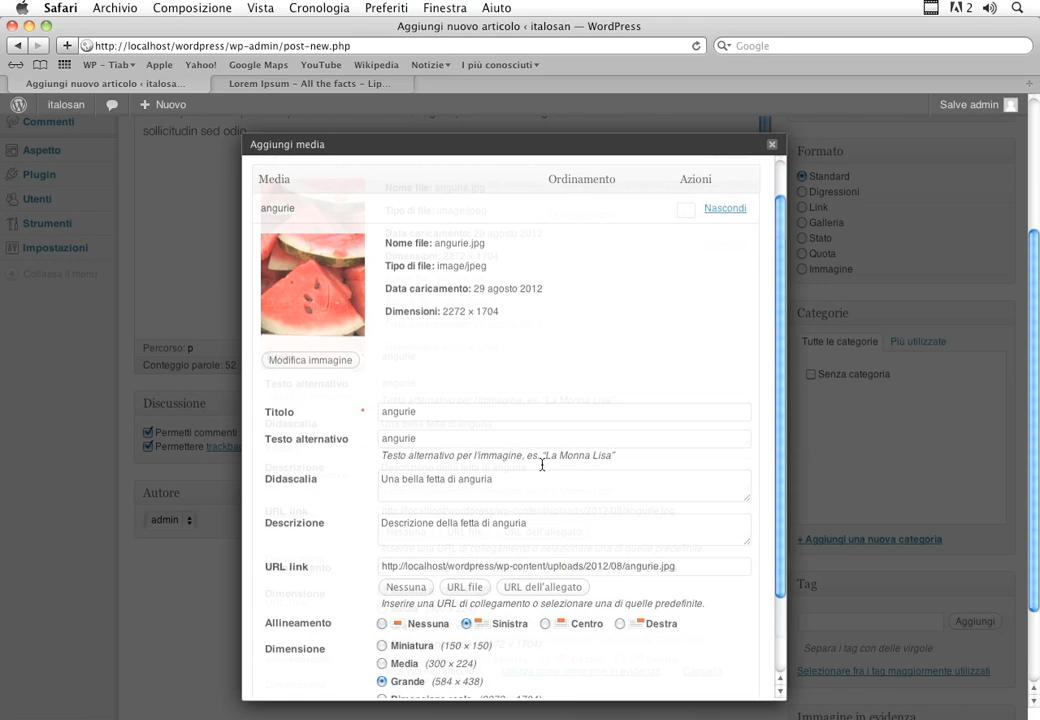 Safari Archivio Composizione Vista Cronologia Preferiti Finestra Aiuto 2
Aggiungi nuovo articolo ‹ italosan — WordPress
http://localhost/wordpress/wp-admin/post-new.php
Google
WP – Tiab Apple Yahoo! Google Maps YouTube Wikipedia Notizie I più conosciuti
Aggiungi nuovo articolo ‹ italosa...
Lorem Ipsum – All the facts – Lip...
italosan
Nuovo
Salve admin
Commenti
Aspetto
Plugin
Utenti
Strumenti
Impostazioni
Collassa il menu
sollicitudin sed odio
Percorso: p
Conteggio parole: 52
Discussione
Permetti commenti
Permettere trackbac
Autore
admin
Aggiungi media
Media Ordinamento Azioni
angurie
Nascondi
Nome file: angurie.jpg
Tipo di file: image/jpeg
Data caricamento: 29 agosto 2012
Dimensioni: 2272 × 1704
Modifica immagine
Titolo * angurie
Testo alternativo angurie
Testo alternativo per l'immagine, es. "La Monna Lisa"
Didascalia Una bella fetta di anguria
Descrizione Descrizione della fetta di anguria
URL link http://localhost/wordpress/wp-content/uploads/2012/08/angurie.jpg
Nessuna URL file URL dell'allegato
Inserire una URL di collegamento o selezionare una di quelle predefinite.
Allineamento Nessuna Sinistra Centro Destra
Dimensione Miniatura (150 × 150)
Media (300 × 224)
Grande (584 × 438)
Formato
Standard
Digressioni
Link
Galleria
Stato
Quota
Immagine
Categorie
Tutte le categorie Più utilizzate
Senza categoria
+ Aggiungi una nuova categoria
Tag
Aggiungi
Separa i tag con delle virgole
Selezionare fra i tag maggiormente utilizzati
Immagine in evidenza